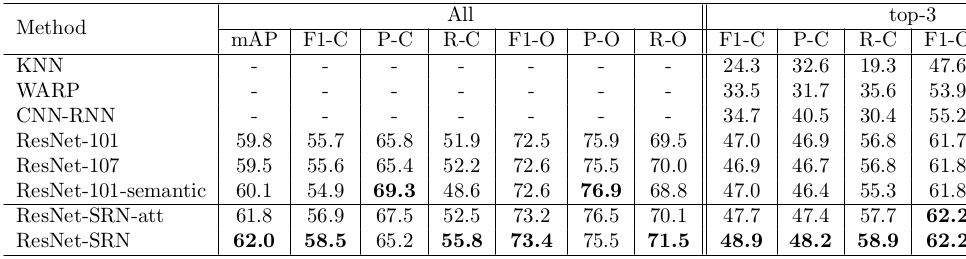 Method All top-3
mAP F1-C P-C R-C F1-O P-O R-O F1-C P-C R-C F1-O
KNN - - - - - - - 24.3 32.6 19.3 47.6
WARP - - - - - - - 33.5 31.7 35.6 53.9
CNN-RNN - - - - - - - 34.7 40.5 30.4 55.2
ResNet-101 59.8 55.7 65.8 51.9 72.5 75.9 69.5 47.0 46.9 56.8 61.7
ResNet-107 59.5 55.6 65.4 52.2 72.6 75.5 70.0 46.9 46.7 56.8 61.8
ResNet-101-semantic 60.1 54.9 69.3 48.6 72.6 76.9 68.8 47.0 46.4 55.3 61.8
ResNet-SRN-att 61.8 56.9 67.5 52.5 73.2 76.5 70.1 47.7 47.4 57.7 62.2
ResNet-SRN 62.0 58.5 65.2 55.8 73.4 75.5 71.5 48.9 48.2 58.9 62.2